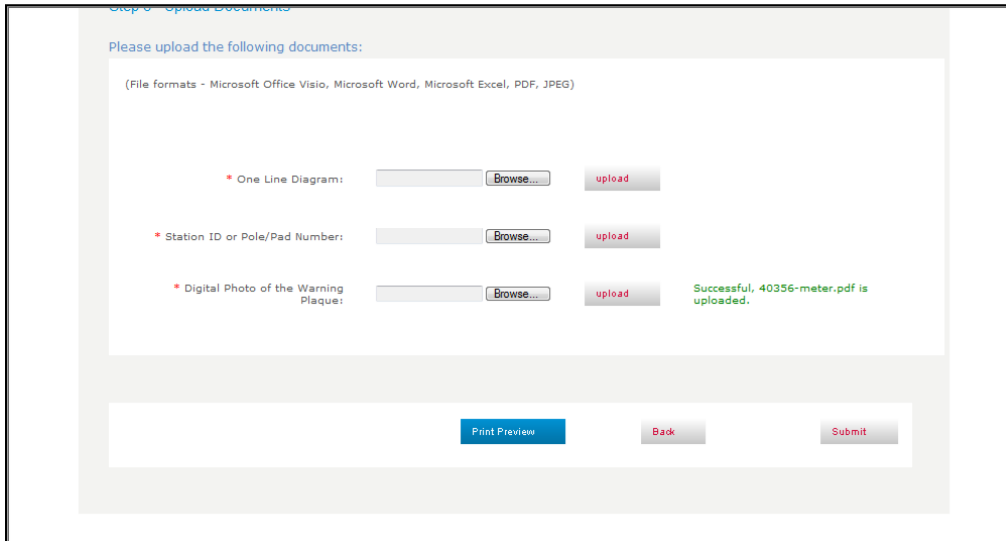 Upload Documents
Please upload the following documents:
(File formats - Microsoft Office Visio, Microsoft Word, Microsoft Excel, PDF, JPEG)
* One Line Diagram: Browse... upload
* Station ID or Pole/Pad Number: Browse... upload
* Digital Photo of the Warning
Plaque: Browse... upload Successful, 40356-meter.pdf is
uploaded.
Print Preview Back Submit